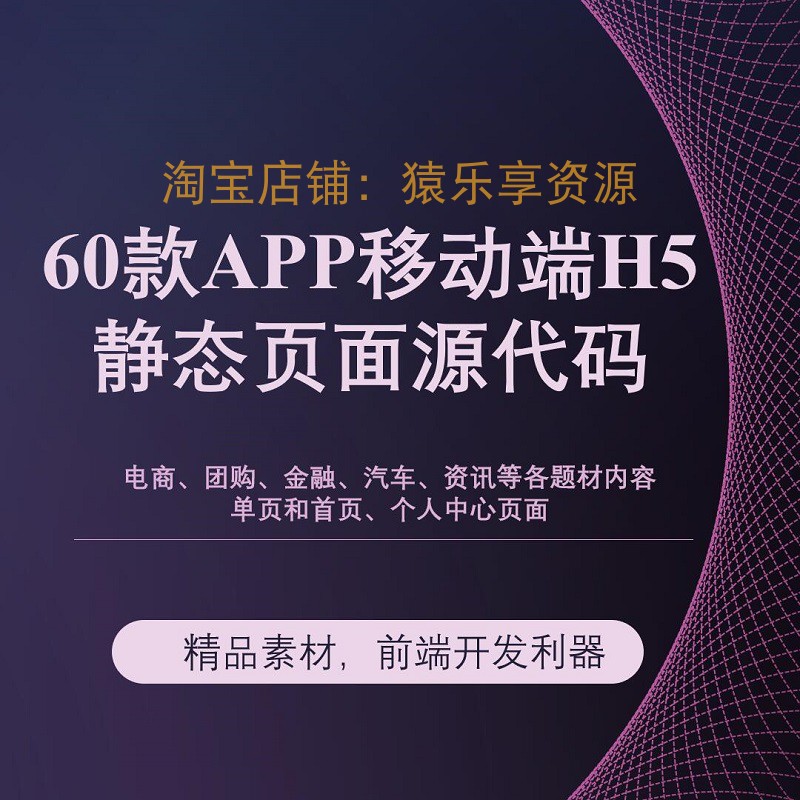 淘宝店铺：猿乐享资源
60款APP移动端H5
静态页面源代码
电商、团购、金融、汽车、资讯等各题材内容
单页和首页、个人中心页面
精品素材，前端开发利器